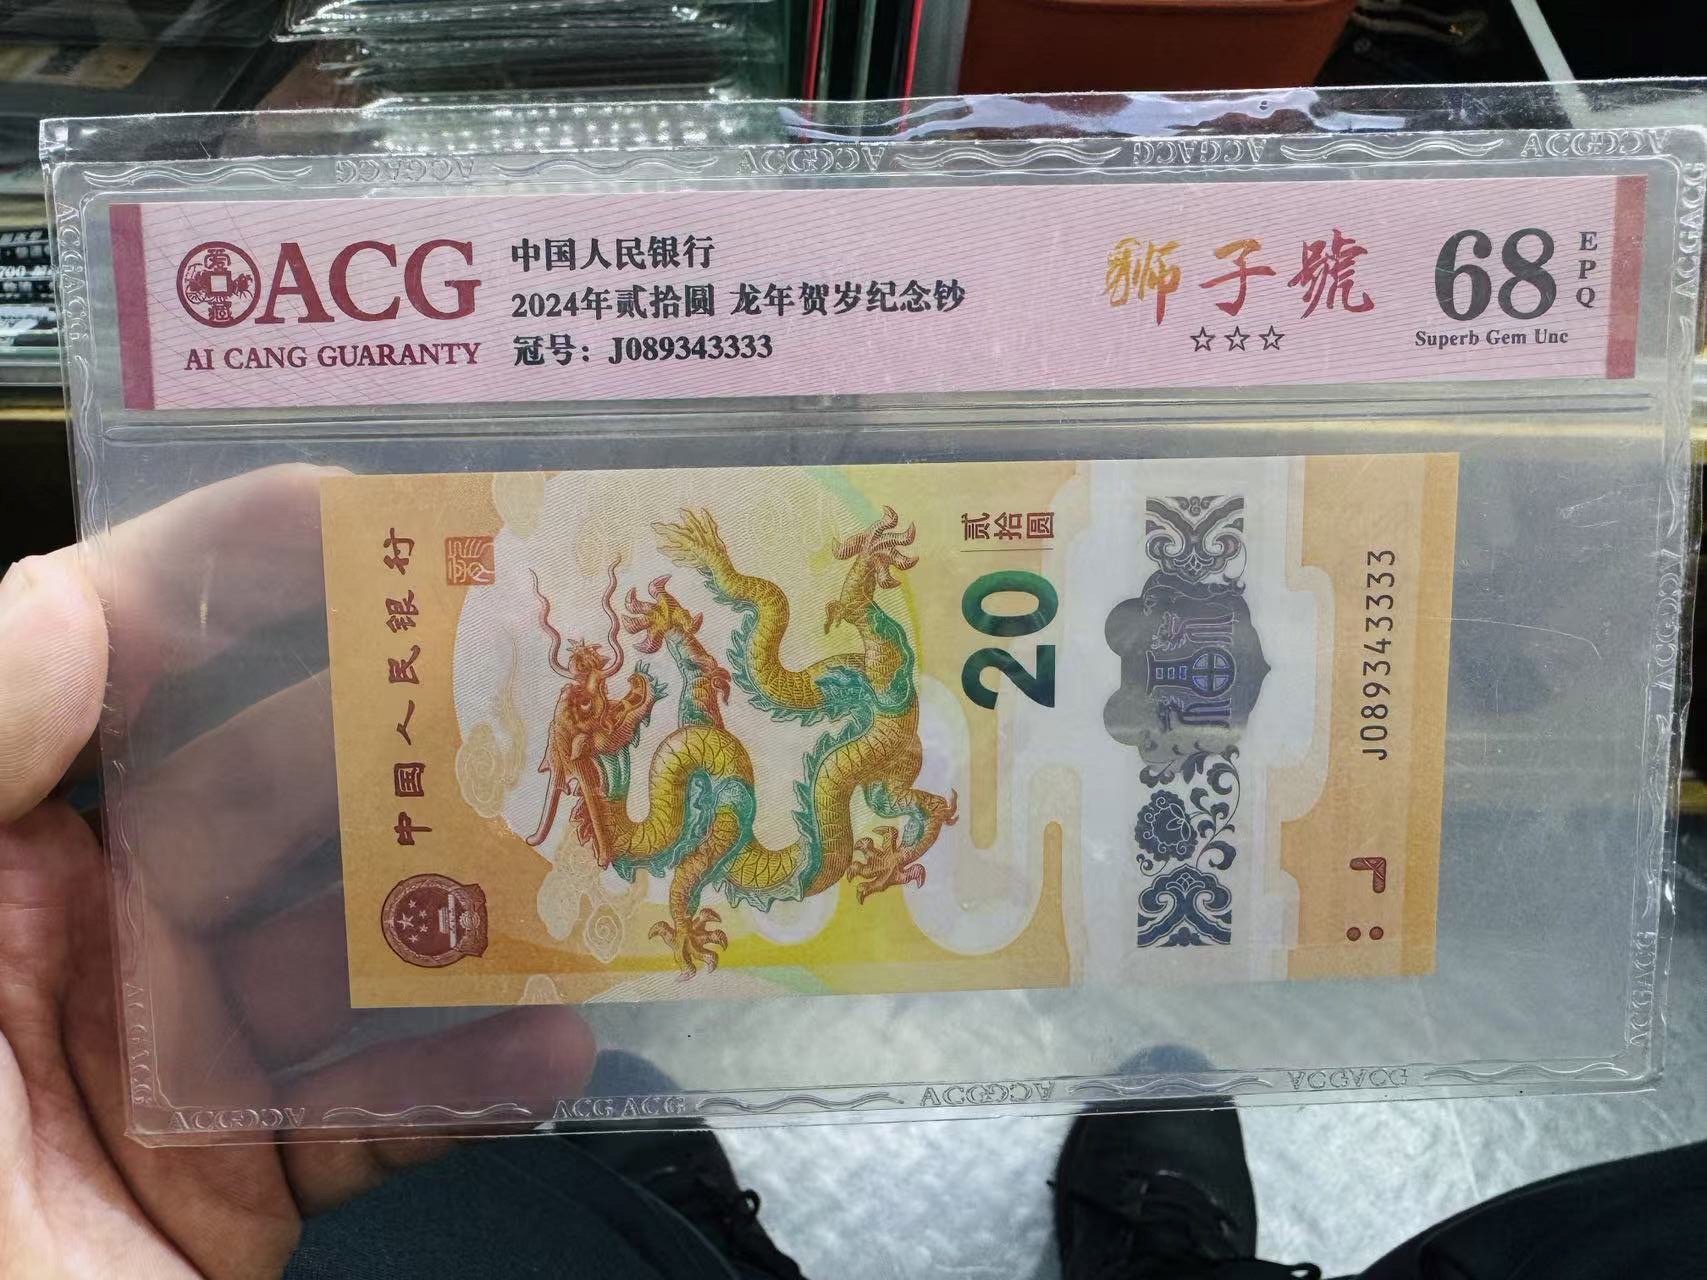 ACG
AI CANG GUARANTY
中国人民银行
2024年贰拾圆 龙年贺岁纪念钞
冠号：J089343333
狮子號
☆☆☆
68
EPQ
Superb Gem Unc
中国人民银行
贰拾圆
20
J089343333